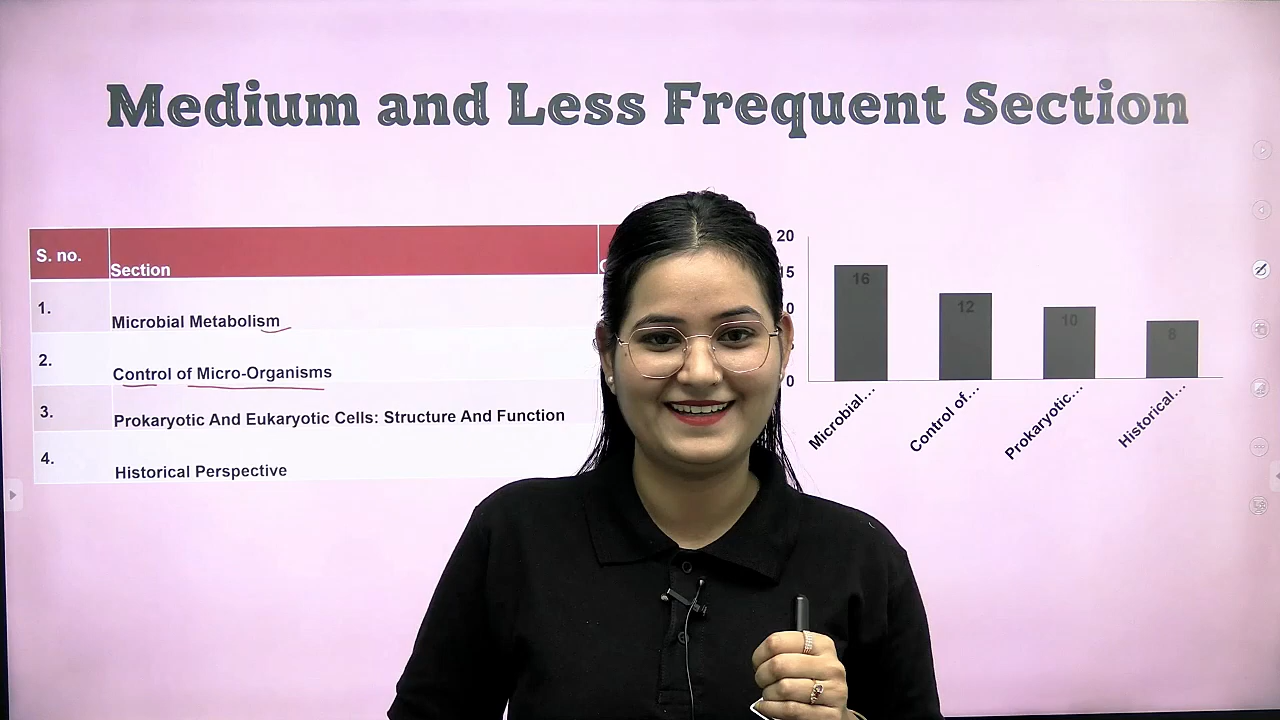 Medium and Less Frequent Section
S. no.
Section
1.
Microbial Metabolism
2.
Control of Micro-Organisms
3.
Prokaryotic And Eukaryotic Cells: Structure And Function
4.
Historical Perspective
20
15
0
16
12
10
8
Microbial...
Control of...
Prokaryotic...
Historical...